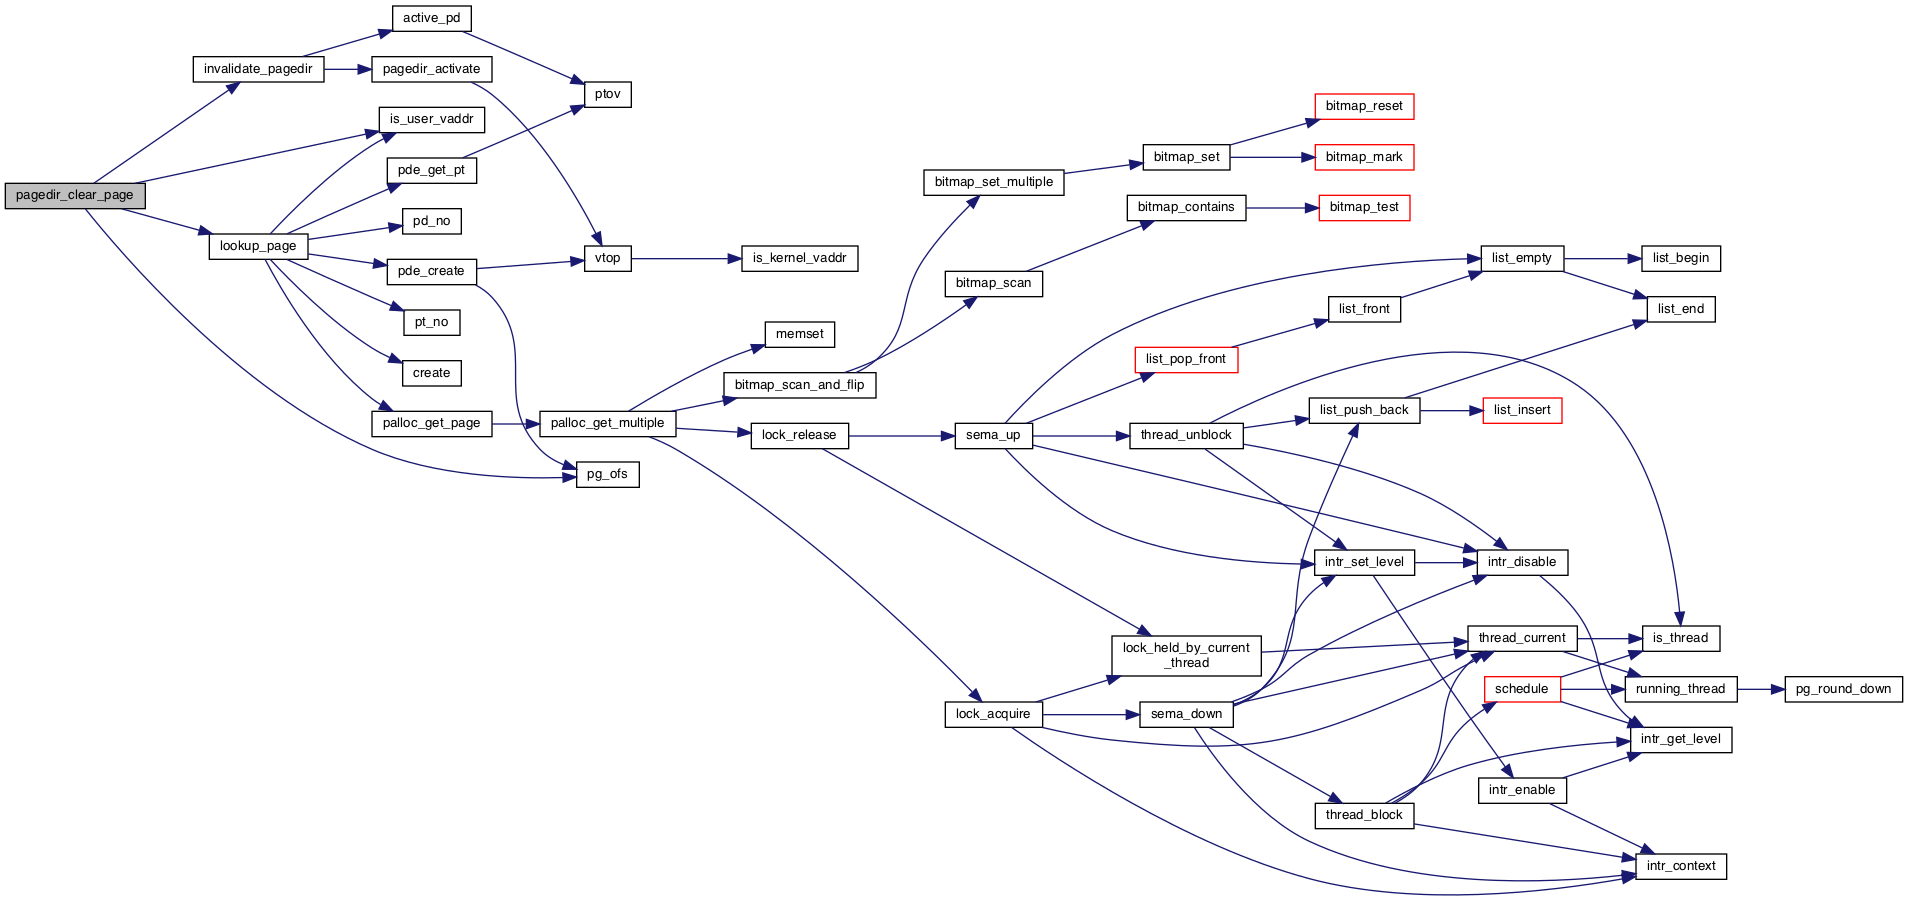 pagedir_clear_page
invalidate_pagedir
lookup_page
active_pd
pagedir_activate
is_user_vaddr
pde_get_pt
pd_no
pde_create
pt_no
create
palloc_get_page
ptov
vtop
palloc_get_multiple
pg_ofs
is_kernel_vaddr
memset
bitmap_scan_and_flip
lock_release
bitmap_set_multiple
bitmap_scan
sema_up
lock_acquire
bitmap_set
bitmap_contains
list_pop_front
thread_unblock
lock_held_by_current
_thread
sema_down
bitmap_reset
bitmap_mark
bitmap_test
list_front
list_push_back
intr_set_level
thread_block
list_empty
list_insert
intr_disable
thread_current
schedule
intr_enable
list_begin
list_end
is_thread
running_thread
intr_get_level
intr_context
pg_round_down